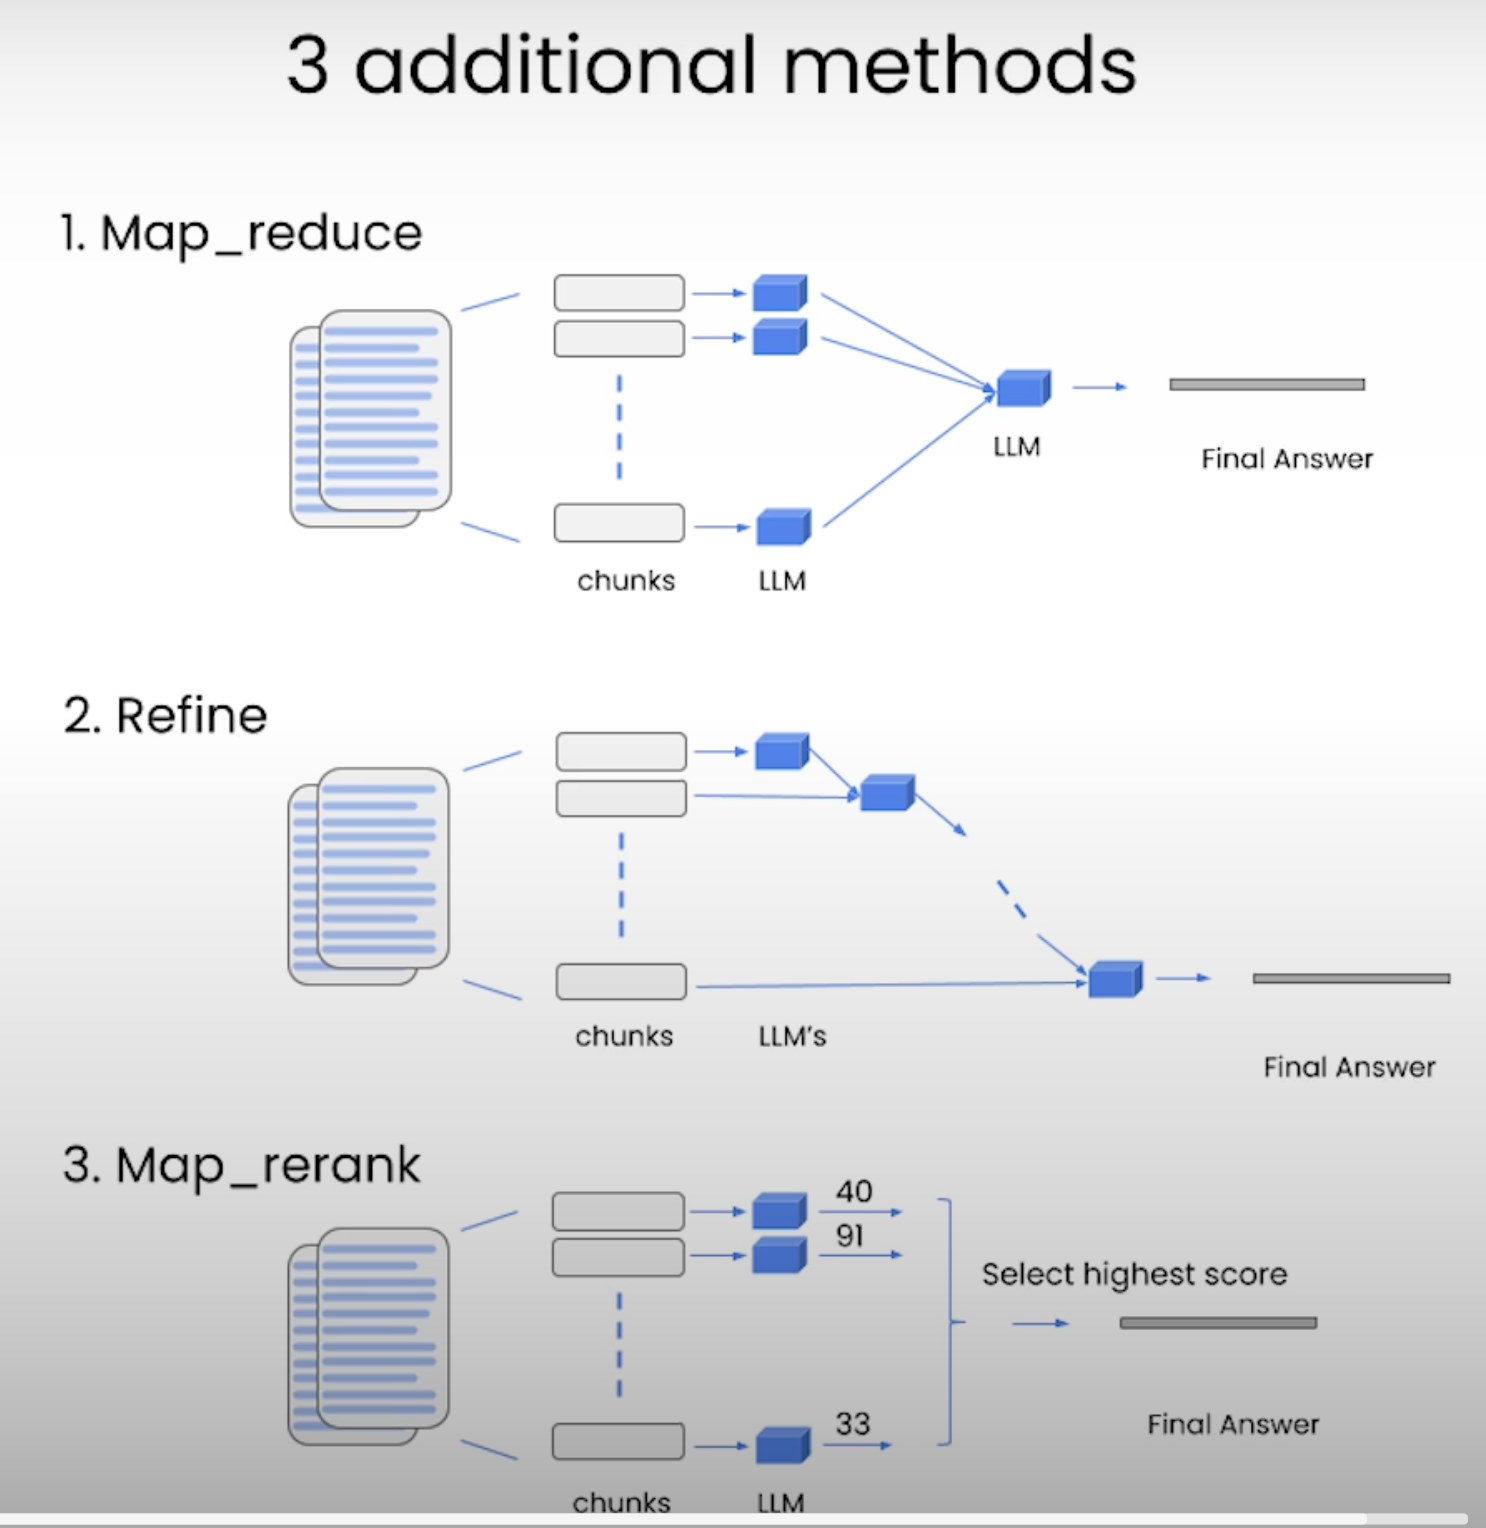 3 additional methods
1. Map_reduce
LLM
Final Answer
chunks
LLM
2. Refine
chunks
LLM's
Final Answer
3. Map_rerank
40
91
Select highest score
33
Final Answer
chunks
LLM